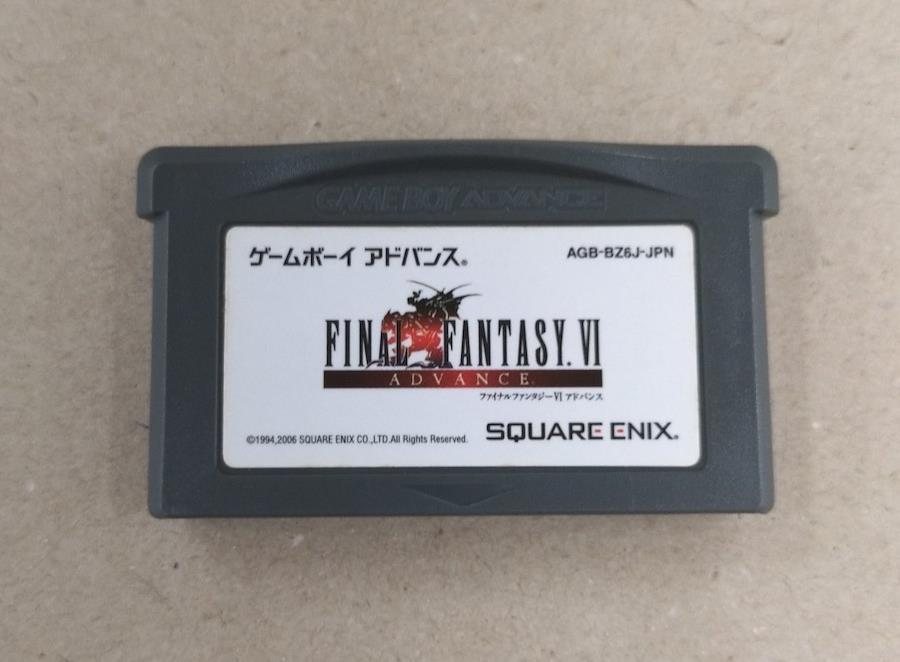 GAME BOY ADVANCE
ゲームボーイ アドバンス® AGB-BZ6J-JPN
FINAL FANTASY® VI
ADVANCE™
ファイナルファンタジーVI アドバンス
©1994,2006 SQUARE ENIX CO.,LTD.All Rights Reserved. SQUARE ENIX®